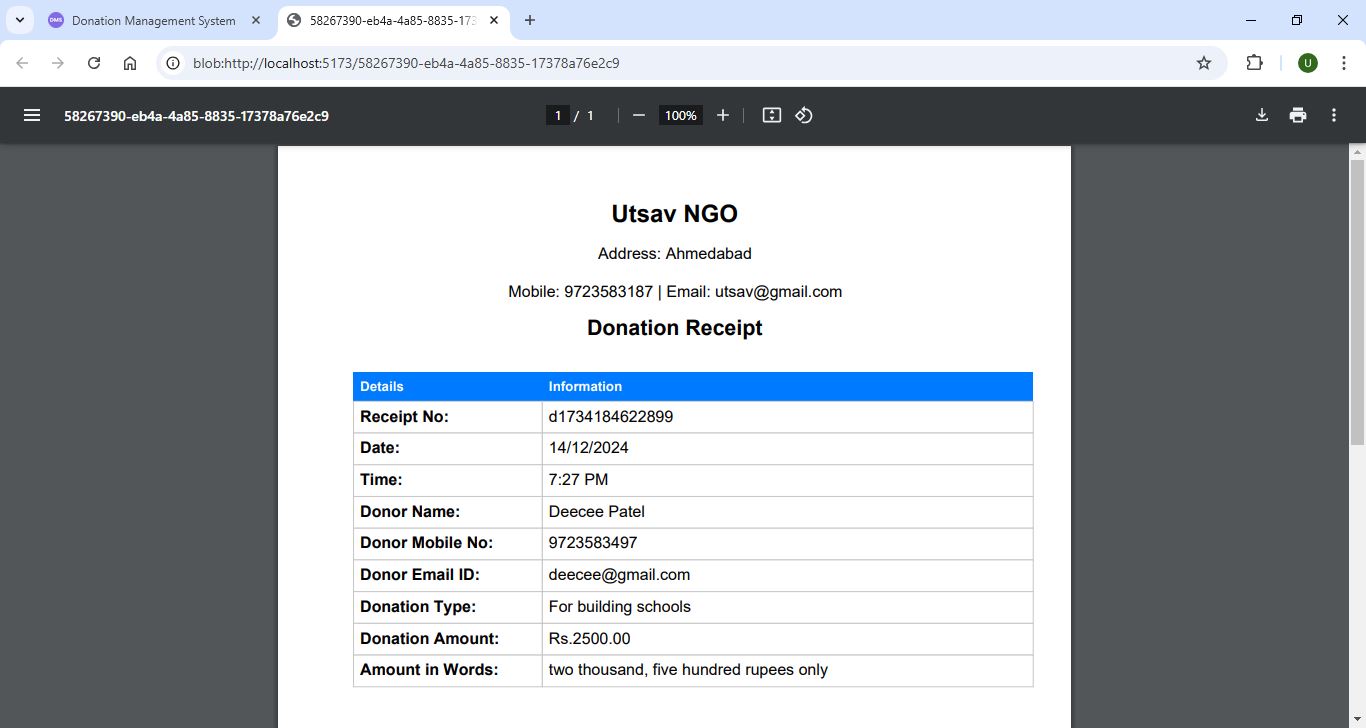 DMS Donation Management System
58267390-eb4a-4a85-8835-173
blob:http://localhost:5173/58267390-eb4a-4a85-8835-17378a76e2c9
U
58267390-eb4a-4a85-8835-17378a76e2c9
1 / 1
100%
Utsav NGO
Address: Ahmedabad
Mobile: 9723583187 | Email: utsav@gmail.com
Donation Receipt
Details Information
Receipt No: d1734184622899
Date: 14/12/2024
Time: 7:27 PM
Donor Name: Deecee Patel
Donor Mobile No: 9723583497
Donor Email ID: deecee@gmail.com
Donation Type: For building schools
Donation Amount: Rs.2500.00
Amount in Words: two thousand, five hundred rupees only